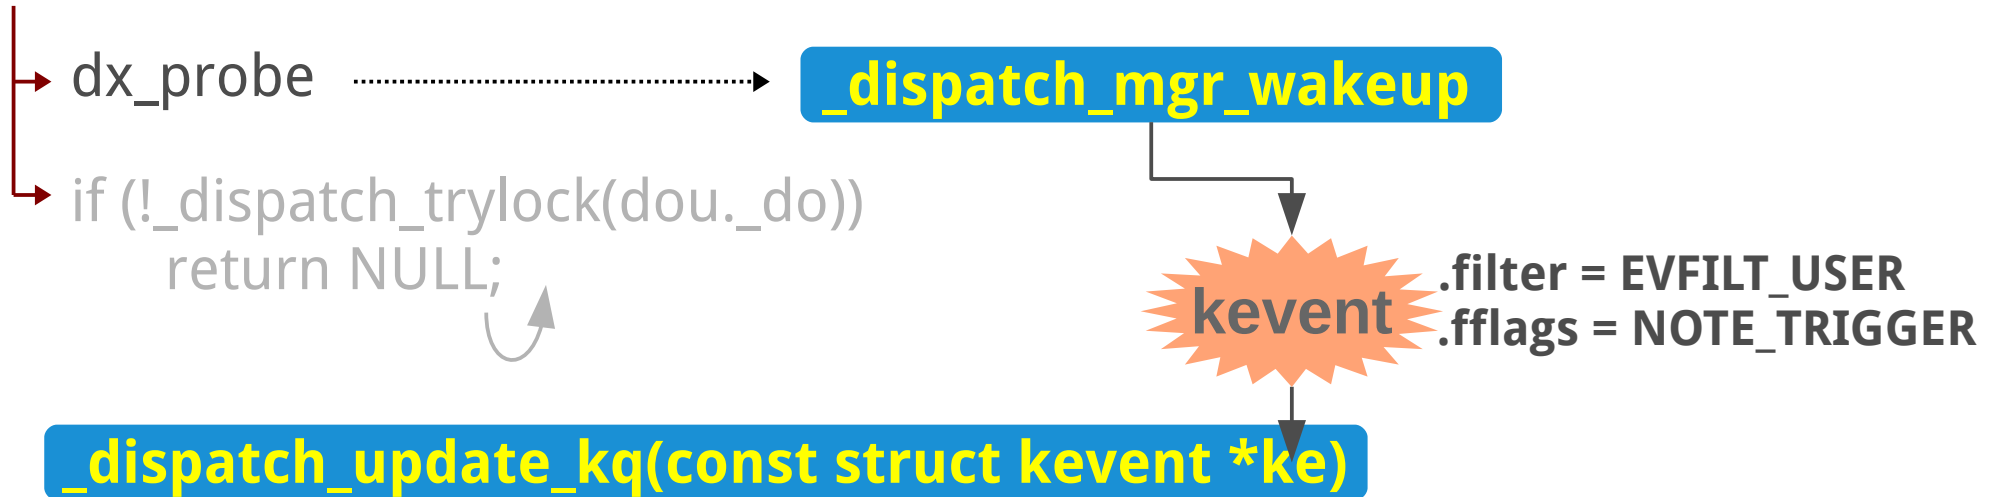 dx_probe
_dispatch_mgr_wakeup
if (!_dispatch_trylock(dou._do))
return NULL;
kevent
.filter = EVFILT_USER
.fflags = NOTE_TRIGGER
_dispatch_update_kq(const struct kevent *ke)